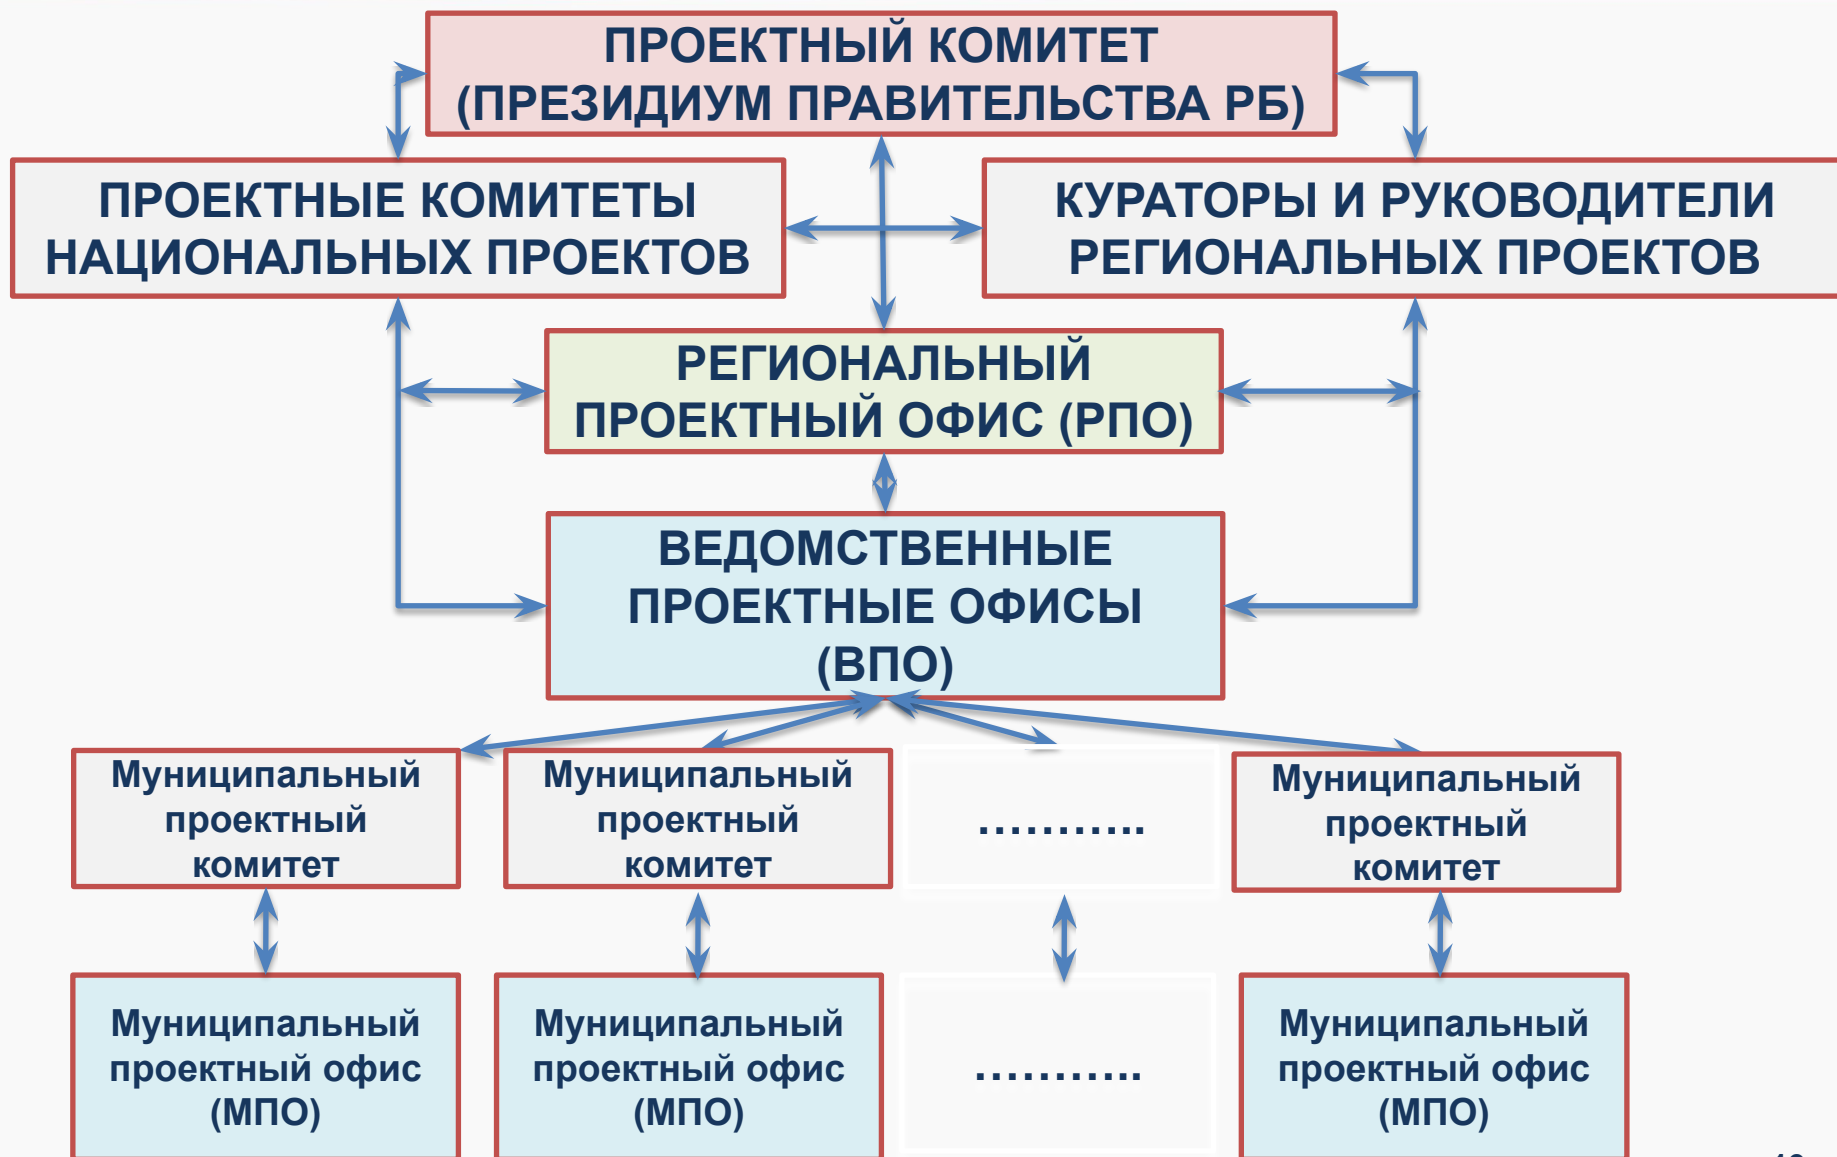 ПРОЕКТНЫЙ КОМИТЕТ
(ПРЕЗИДИУМ ПРАВИТЕЛЬСТВА РБ)
ПРОЕКТНЫЕ КОМИТЕТЫ
НАЦИОНАЛЬНЫХ ПРОЕКТОВ
КУРАТОРЫ И РУКОВОДИТЕЛИ
РЕГИОНАЛЬНЫХ ПРОЕКТОВ
РЕГИОНАЛЬНЫЙ
ПРОЕКТНЫЙ ОФИС (РПО)
ВЕДОМСТВЕННЫЕ
ПРОЕКТНЫЕ ОФИСЫ
(ВПО)
Муниципальный
проектный
комитет
Муниципальный
проектный
комитет
………..
Муниципальный
проектный
комитет
Муниципальный
проектный офис
(МПО)
Муниципальный
проектный офис
(МПО)
………..
Муниципальный
проектный офис
(МПО)